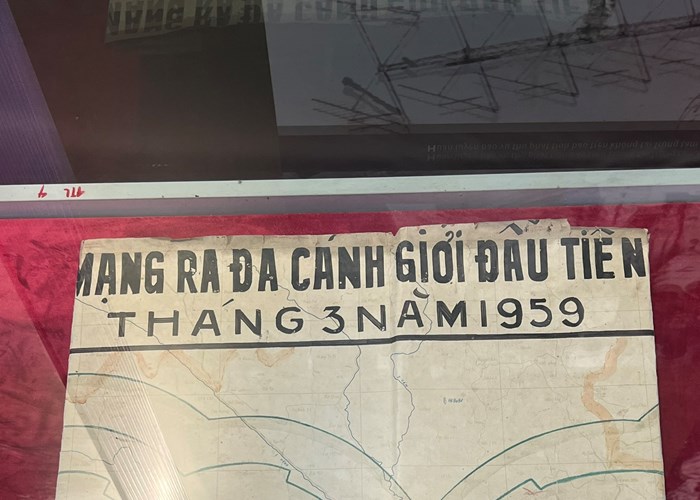 MẠNG RA ĐA CẢNH GIỚI ĐẦU TIÊN
THÁNG 3 NĂM 1959